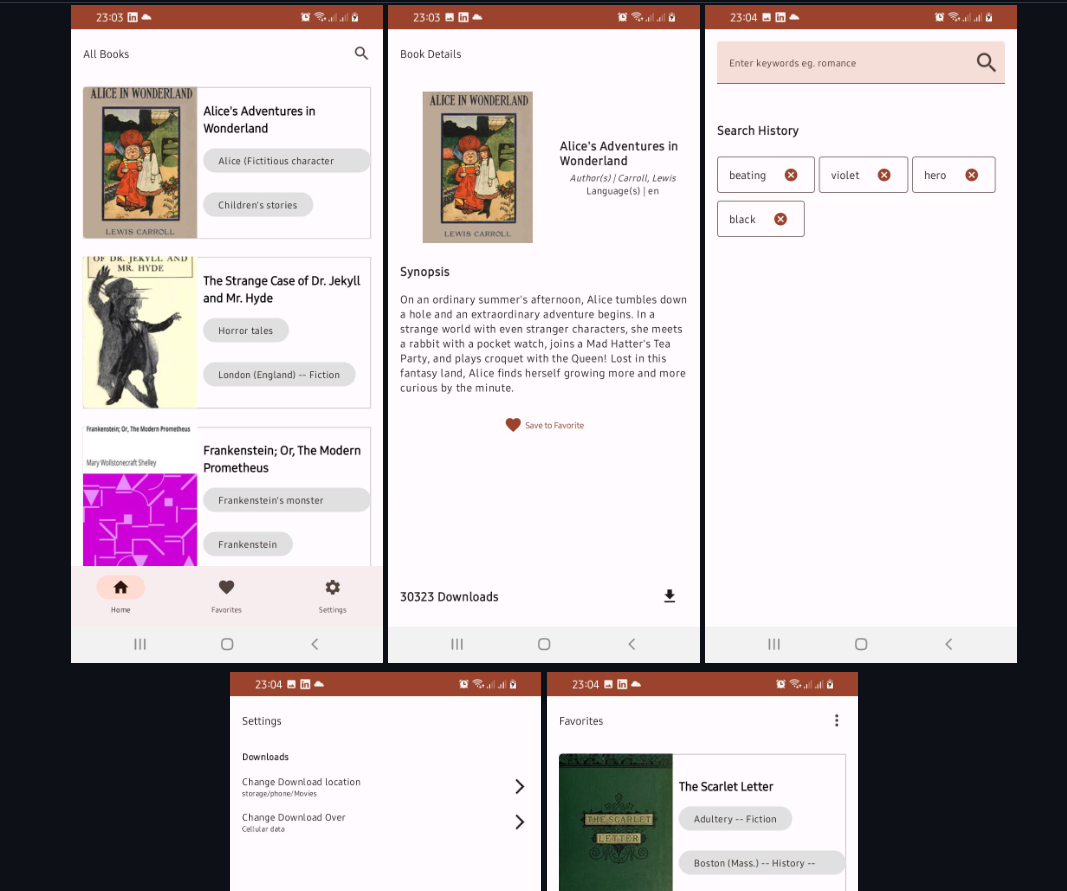 23:03
All Books
ALICE IN WONDERLAND
LEWIS CARROLL
Alice's Adventures in
Wonderland
Alice (Fictitious character
Children's stories
OF DR. JEKYLL AND
MR. HYDE
The Strange Case of Dr. Jekyll
and Mr. Hyde
Horror tales
London (England) -- Fiction
Frankenstein; Or, The Modern Prometheus
Mary Wollstonecraft Shelley
Frankenstein; Or, The Modern
Prometheus
Frankenstein's monster
Frankenstein
Home
Favorites
Settings
23:03
Book Details
ALICE IN WONDERLAND
LEWIS CARROLL
Alice's Adventures in
Wonderland
Author(s) | Carroll, Lewis
Language(s) | en
Synopsis
On an ordinary summer's afternoon, Alice tumbles down
a hole and an extraordinary adventure begins. In a
strange world with even stranger characters, she meets
a rabbit with a pocket watch, joins a Mad Hatter's Tea
Party, and plays croquet with the Queen! Lost in this
fantasy land, Alice finds herself growing more and more
curious by the minute.
Save to Favorite
30323 Downloads
23:04
Enter keywords eg. romance
Search History
beating
violet
hero
black
23:04
Settings
Downloads
Change Download location
storage/phone/Movies
Change Download Over
Cellular data
23:04
Favorites
THE SCARLET
LETTER
The Scarlet Letter
Adultery -- Fiction
Boston (Mass.) -- History --